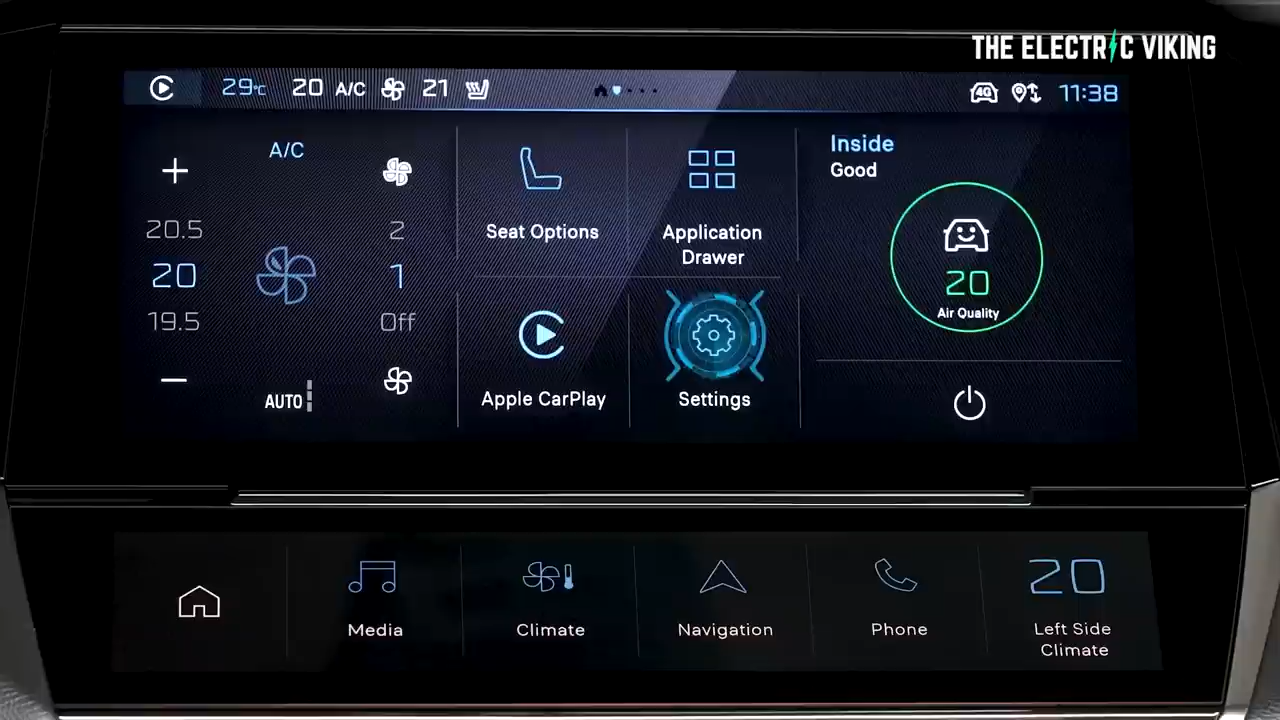 THE ELECTRIC VIKING
29°C 20 A/C 21 4G 11:38
A/C
20.5
20
19.5
2
1
Off
AUTO
Seat Options
Application
Drawer
Apple CarPlay
Settings
Inside
Good
20
Air Quality
Media
Climate
Navigation
Phone
20
Left Side
Climate